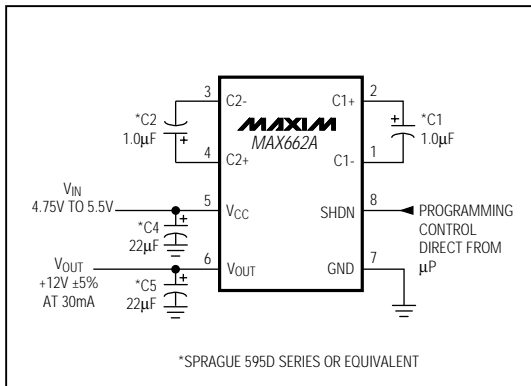 3
C2-
C1+
2
*C2
1.0µF
+
MAXIM
MAX662A
+
*C1
1.0µF
4
C2+
C1-
1
VIN
4.75V TO 5.5V
5
VCC
SHDN
8
PROGRAMMING
CONTROL
DIRECT FROM
µP
*C4
22µF
+
VOUT
+12V ±5%
AT 30mA
6
VOUT
GND
7
*C5
22µF
+
*SPRAGUE 595D SERIES OR EQUIVALENT